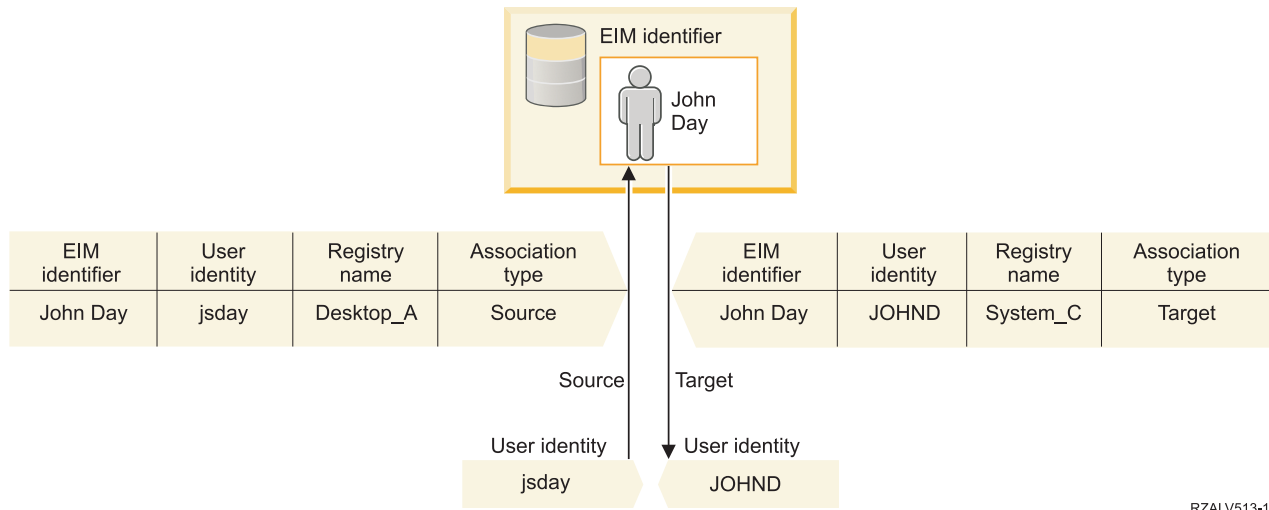 EIM identifier
John
Day
EIM
identifier
User
identity
Registry
name
Association
type
John Day
jsday
Desktop_A
Source
EIM
identifier
User
identity
Registry
name
Association
type
John Day
JOHND
System_C
Target
Source
Target
User identity
jsday
User identity
JOHND
RZALV513-1